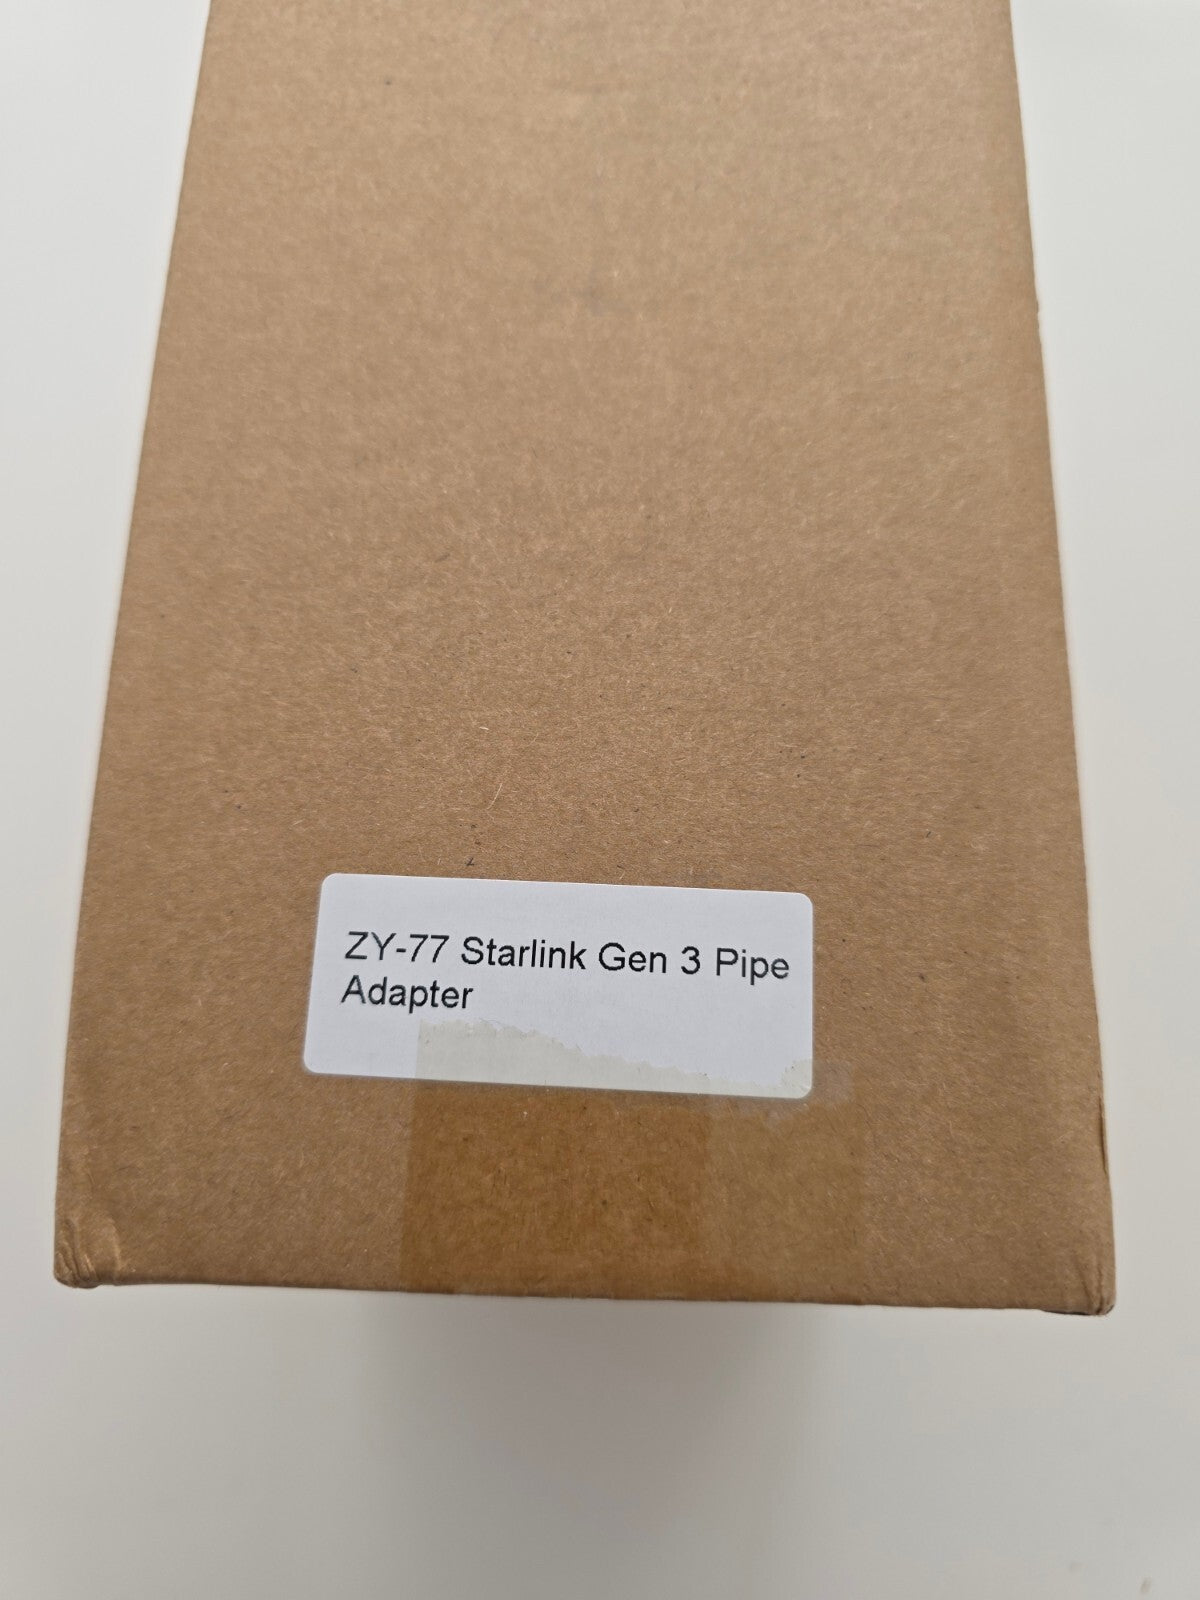 ZY-77 Starlink Gen 3 Pipe
Adapter